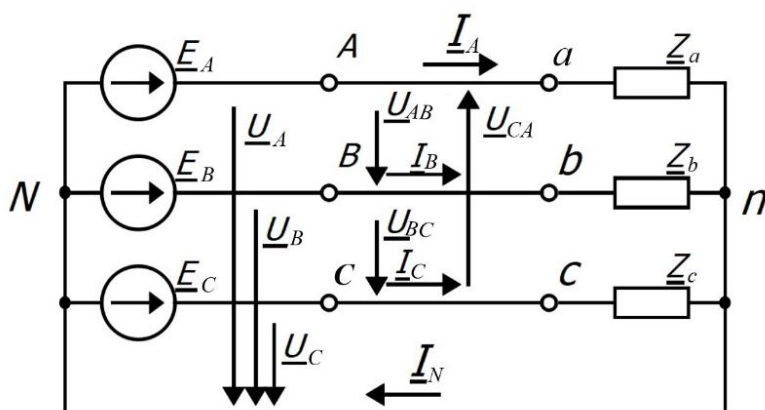 E_A A I_A a Z_a
U_A U_AB U_CA
N E_B B I_B b Z_b n
U_B U_BC
E_C C I_C c Z_c
U_C I_N